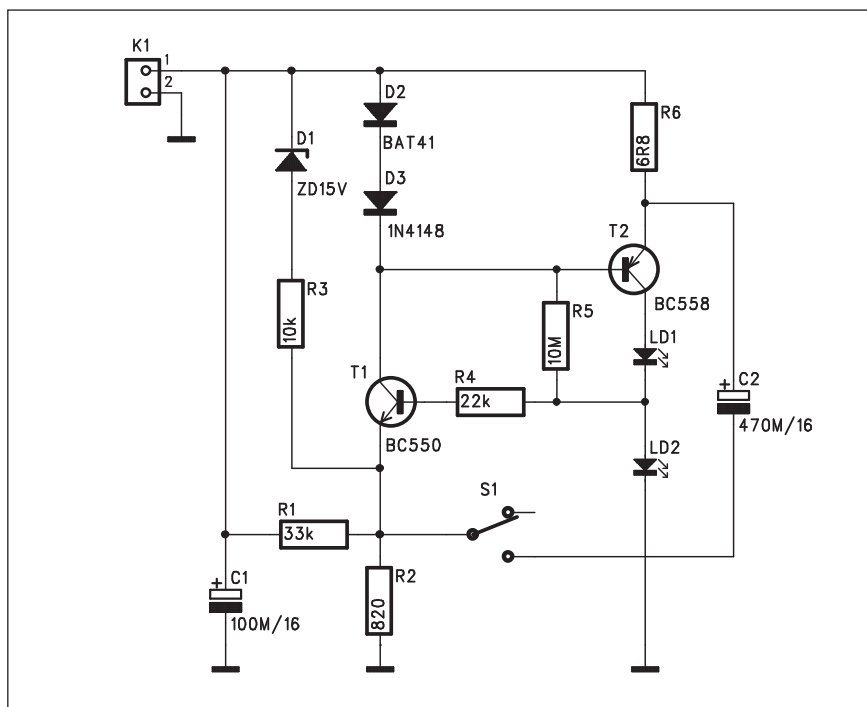 K1
1
2
D1
ZD15V
D2
BAT41
D3
1N4148
R6
6R8
T2
BC558
R3
10k
R5
10M
LD1
T1
BC550
R4
22k
C2
+
470M/16
LD2
S1
R1
33k
R2
820
C1
+
100M/16